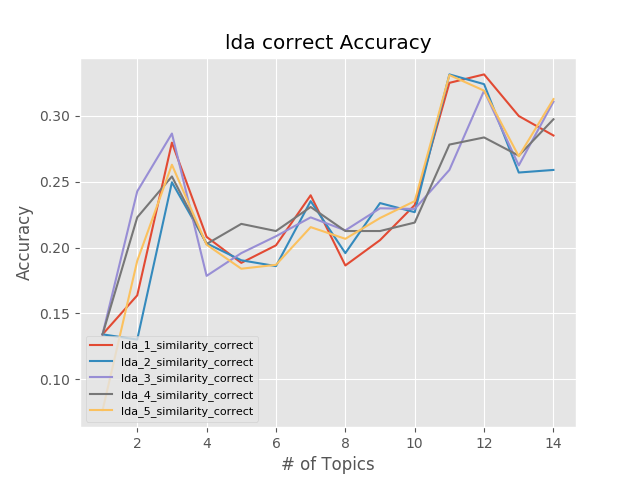 lda correct Accuracy
Accuracy
0.30
0.25
0.20
0.15
0.10
lda_1_similarity_correct
lda_2_similarity_correct
lda_3_similarity_correct
lda_4_similarity_correct
lda_5_similarity_correct
2 4 6 8 10 12 14
# of Topics